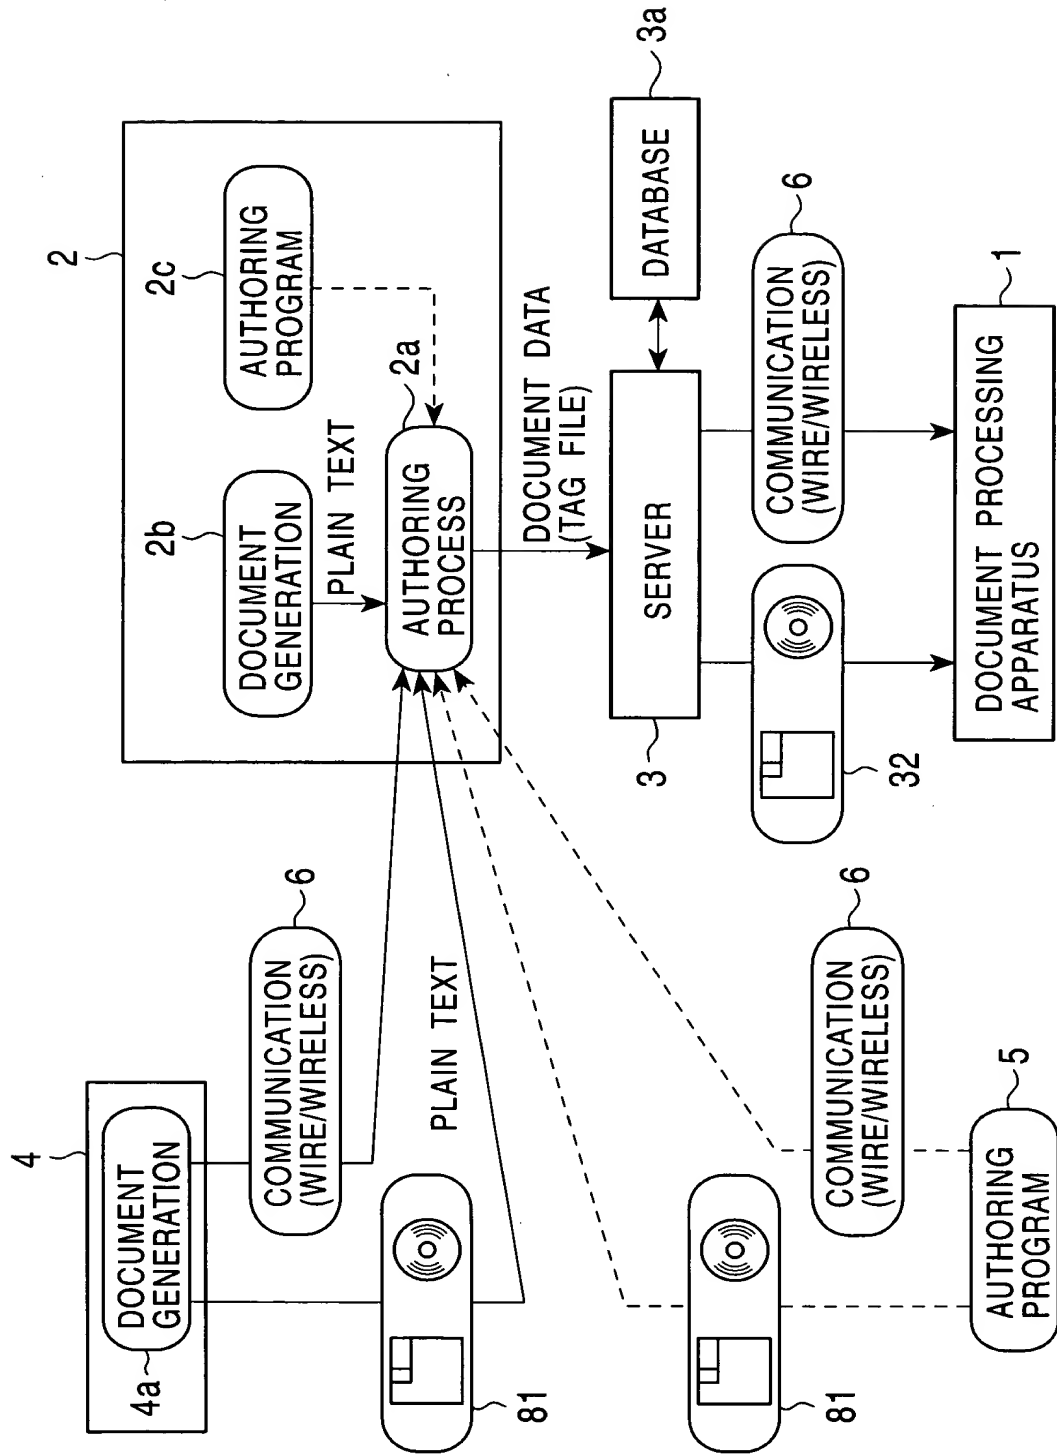 4
DOCUMENT
GENERATION
4a
6
COMMUNICATION
(WIRE/WIRELESS)
PLAIN TEXT
81
2
2b
DOCUMENT
GENERATION
2c
AUTHORING
PROGRAM
PLAIN TEXT
2a
AUTHORING
PROCESS
DOCUMENT DATA
(TAG FILE)
SERVER
3
DATABASE
3a
6
COMMUNICATION
(WIRE/WIRELESS)
32
DOCUMENT PROCESSING
APPARATUS
1
81
6
COMMUNICATION
(WIRE/WIRELESS)
5
AUTHORING
PROGRAM